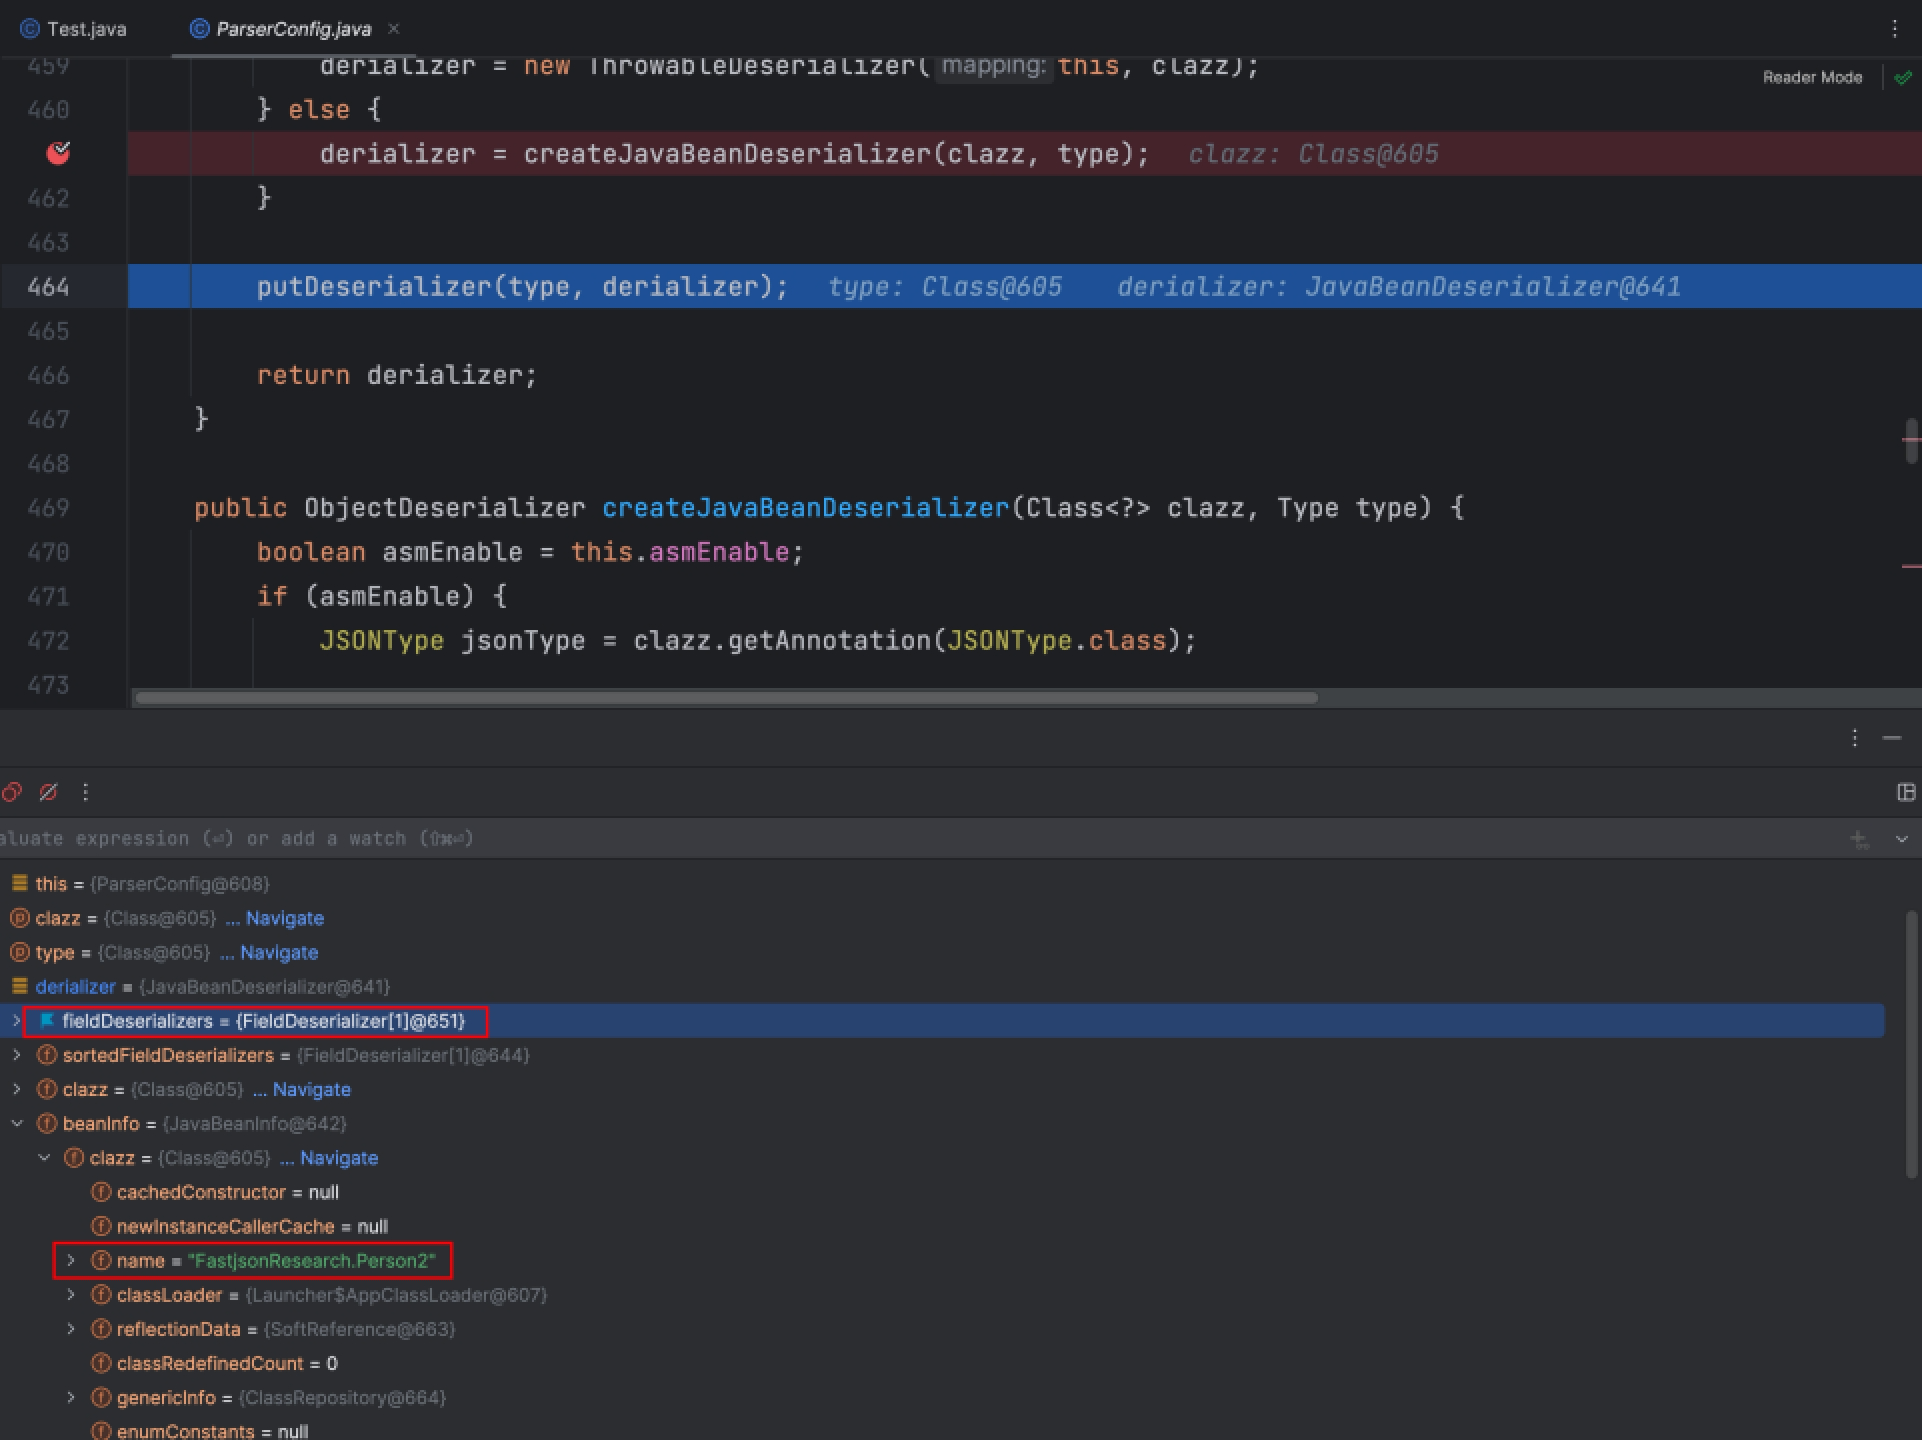 Test.java ParserConfig.java
459 derializer = new ThrowableDeserializer( mapping: this, clazz);
Reader Mode
460 } else {
derializer = createJavaBeanDeserializer(clazz, type); clazz: Class@605
462 }
463
464 putDeserializer(type, derializer); type: Class@605 derializer: JavaBeanDeserializer@641
465
466 return derializer;
467 }
468
469 public ObjectDeserializer createJavaBeanDeserializer(Class<?> clazz, Type type) {
470 boolean asmEnable = this.asmEnable;
471 if (asmEnable) {
472 JSONType jsonType = clazz.getAnnotation(JSONType.class);
473
aluate expression (⏎) or add a watch (⇧⌘⏎)
this = {ParserConfig@608}
clazz = {Class@605} ... Navigate
type = {Class@605} ... Navigate
derializer = {JavaBeanDeserializer@641}
fieldDeserializers = {FieldDeserializer[1]@651}
sortedFieldDeserializers = {FieldDeserializer[1]@644}
clazz = {Class@605} ... Navigate
beanInfo = {JavaBeanInfo@642}
clazz = {Class@605} ... Navigate
cachedConstructor = null
newInstanceCallerCache = null
name = "FastjsonResearch.Person2"
classLoader = {Launcher$AppClassLoader@607}
reflectionData = {SoftReference@663}
classRedefinedCount = 0
genericInfo = {ClassRepository@664}
enumConstants = null